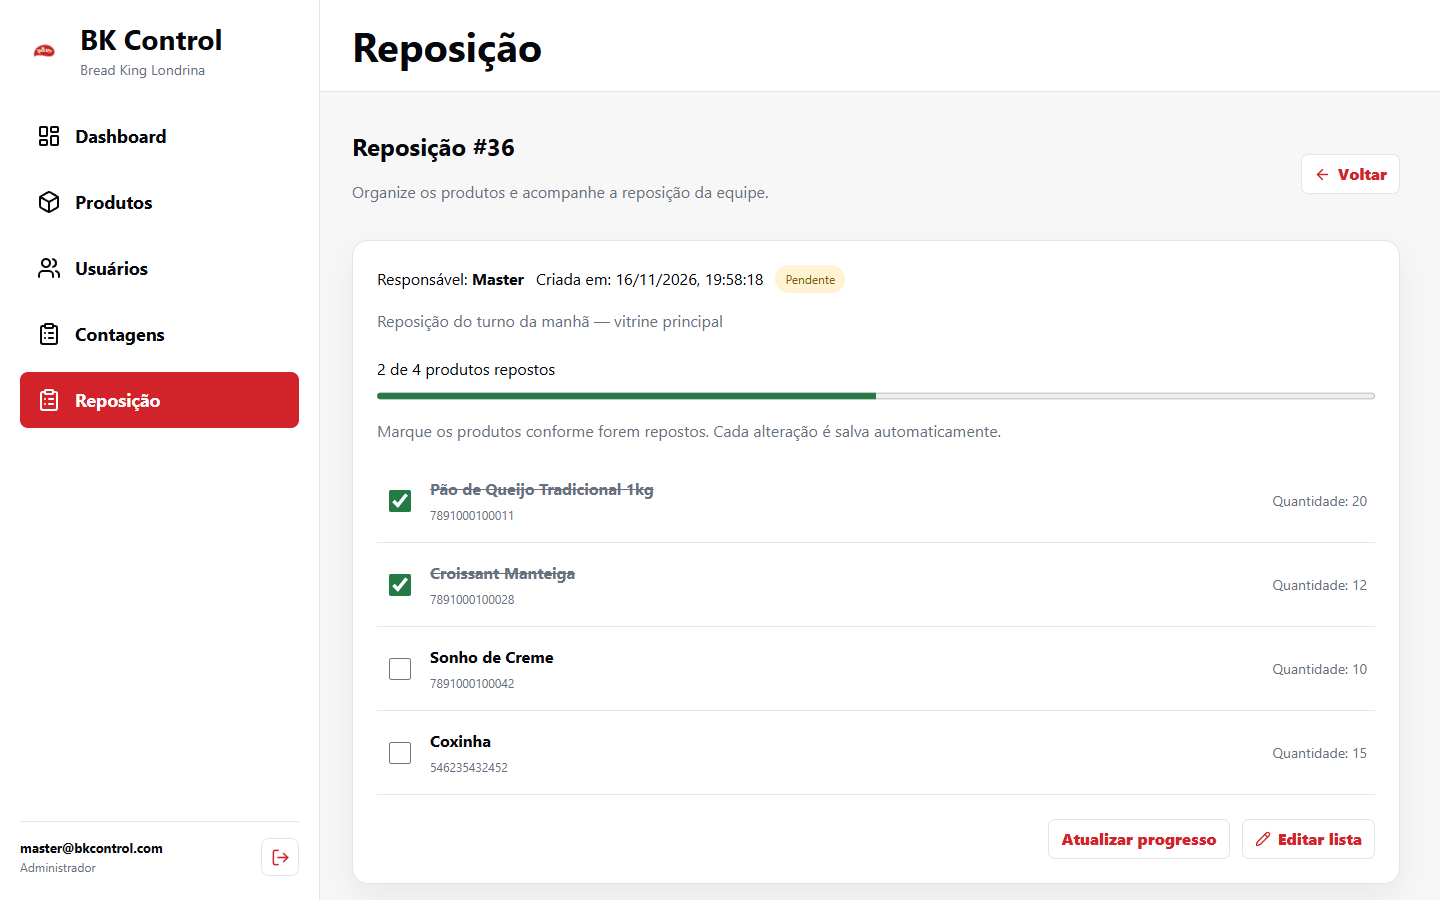 BK Control
Bread King Londrina
Dashboard
Produtos
Usuários
Contagens
Reposição
master@bkcontrol.com
Administrador
Reposição
Reposição #36
Organize os produtos e acompanhe a reposição da equipe.
Voltar
Responsável: Master Criada em: 16/11/2026, 19:58:18 Pendente
Reposição do turno da manhã — vitrine principal
2 de 4 produtos repostos
Marque os produtos conforme forem repostos. Cada alteração é salva automaticamente.
Pão de Queijo Tradicional 1kg
7891000100011
Quantidade: 20
Croissant Manteiga
7891000100028
Quantidade: 12
Sonho de Creme
7891000100042
Quantidade: 10
Coxinha
546235432452
Quantidade: 15
Atualizar progresso
Editar lista